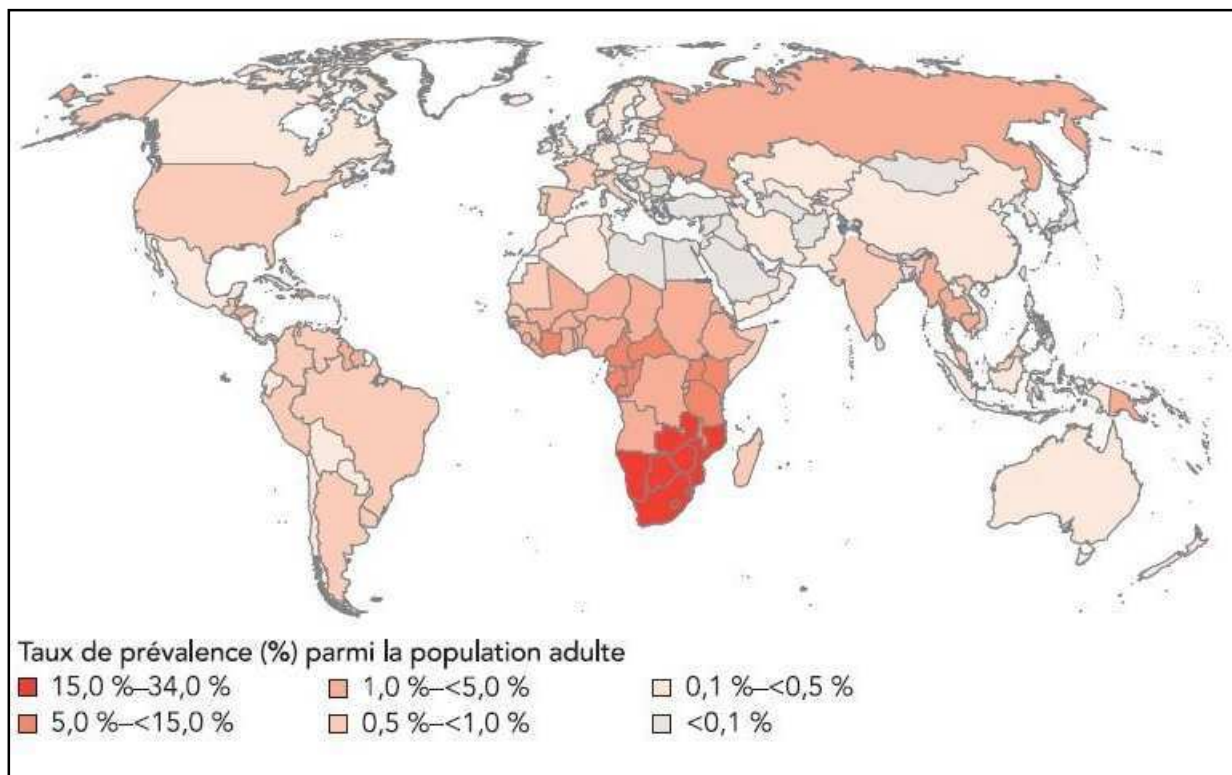 Taux de prévalence (%) parmi la population adulte
15,0 %–34,0 % 1,0 %–<5,0 % 0,1 %–<0,5 %
5,0 %–<15,0 % 0,5 %–<1,0 % <0,1 %